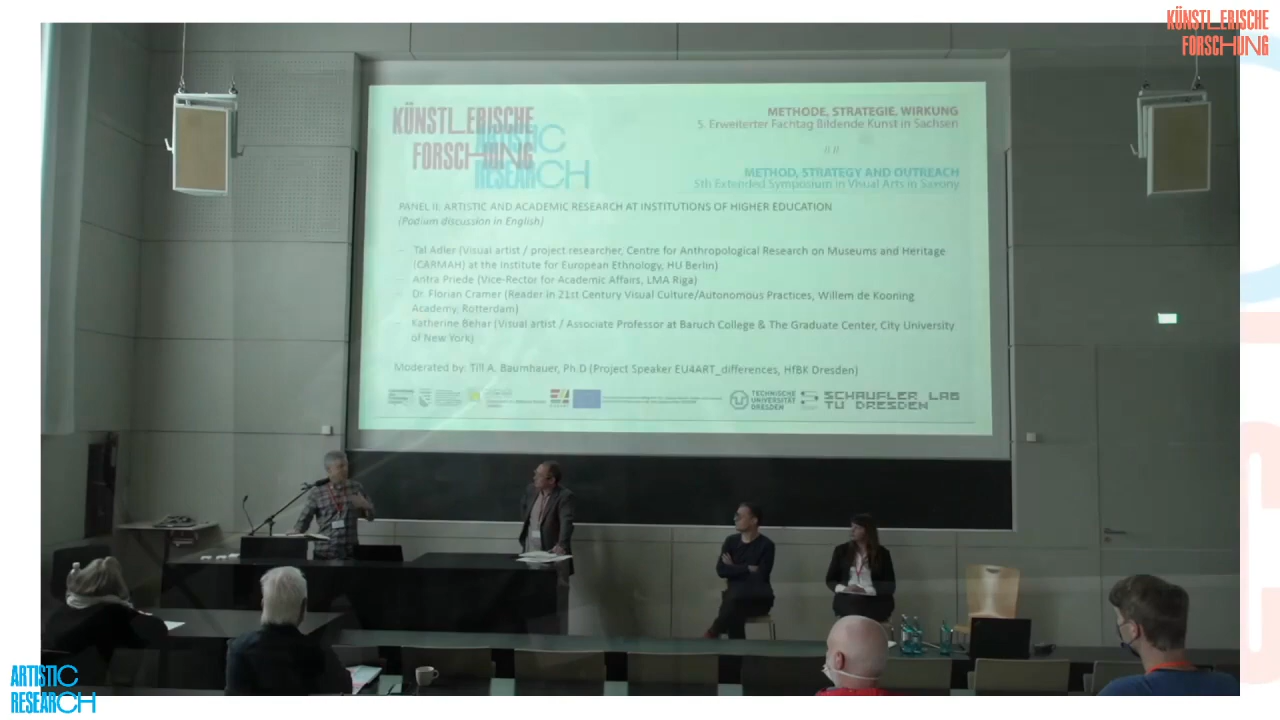 KÜNSTL_ERISCHE
FORSCHUNG
KÜNSTL_ERISCHE
FORSCHUNG
ARTISTIC
RESEARCH
METHODE, STRATEGIE, WIRKUNG
5. Erweiterter Fachtag Bildende Kunst in Sachsen
// //
METHOD, STRATEGY AND OUTREACH
5th Extended Symposium in Visual Arts in Saxony
PANEL II: ARTISTIC AND ACADEMIC RESEARCH AT INSTITUTIONS OF HIGHER EDUCATION
(Podium discussion in English)
– Tal Adler (Visual artist / project researcher, Centre for Anthropological Research on Museums and Heritage
(CARMAH) at the Institute for European Ethnology, HU Berlin)
– Antra Priede (Vice-Rector for Academic Affairs, LMA Riga)
– Dr. Florian Cramer (Reader in 21st Century Visual Culture/Autonomous Practices, Willem de Kooning
Academy, Rotterdam)
– Katherine Behar (Visual artist / Associate Professor at Baruch College & The Graduate Center, City University
of New York)
Moderated by: Till A. Baumhauer, Ph.D (Project Speaker EU4ART_differences, HfBK Dresden)
TECHNISCHE
UNIVERSITÄT
DRESDEN
SCHAUFLER LAB
TU DRESDEN
ARTISTIC
RESEARCH